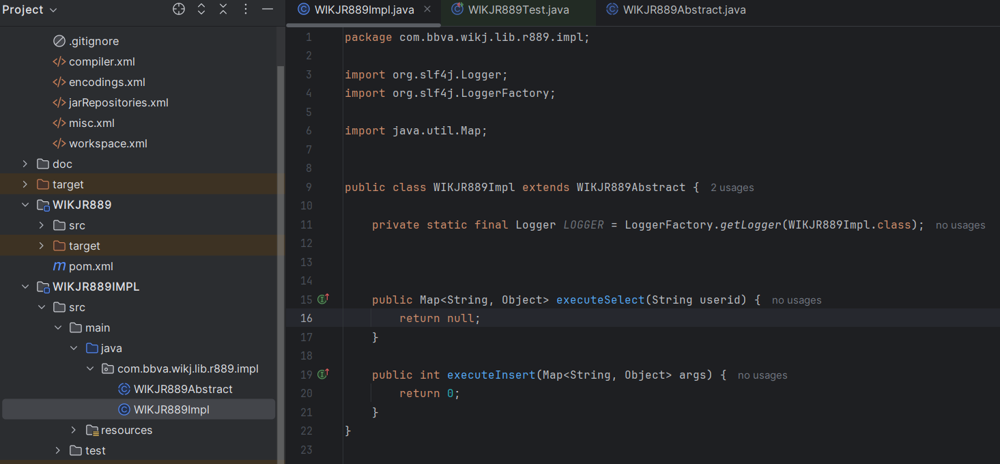 Project
.gitignore
compiler.xml
encodings.xml
jarRepositories.xml
misc.xml
workspace.xml
doc
target
WIKJR889
src
target
pom.xml
WIKJR889IMPL
src
main
java
com.bbva.wikj.lib.r889.impl
WIKJR889Abstract
WIKJR889Impl
resources
test
WIKJR889Impl.java WIKJR889Test.java WIKJR889Abstract.java
1 package com.bbva.wikj.lib.r889.impl;
2
3 import org.slf4j.Logger;
4 import org.slf4j.LoggerFactory;
5
6 import java.util.Map;
7
8
9 public class WIKJR889Impl extends WIKJR889Abstract { 2 usages
10
11 private static final Logger LOGGER = LoggerFactory.getLogger(WIKJR889Impl.class); no usages
12
13
14
15 public Map<String, Object> executeSelect(String userid) { no usages
16 return null;
17 }
18
19 public int executeInsert(Map<String, Object> args) { no usages
20 return 0;
21 }
22 }
23